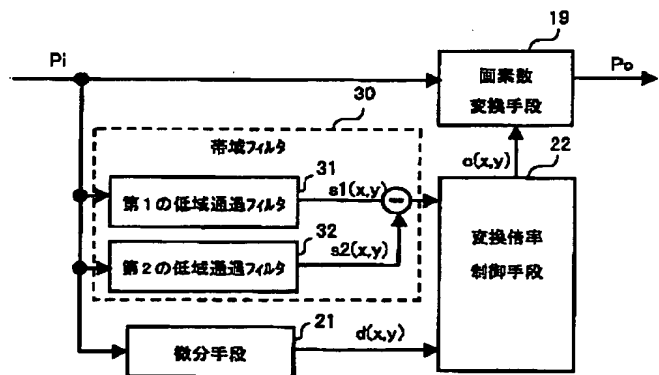 19
Pi
画素数
変換手段
Po
30
帯域フィルタ
c(x,y)
22
31
第1の低域通過フィルタ
s1(x,y)
−
32
第2の低域通過フィルタ
s2(x,y)
変換倍率
制御手段
21
微分手段
d(x,y)